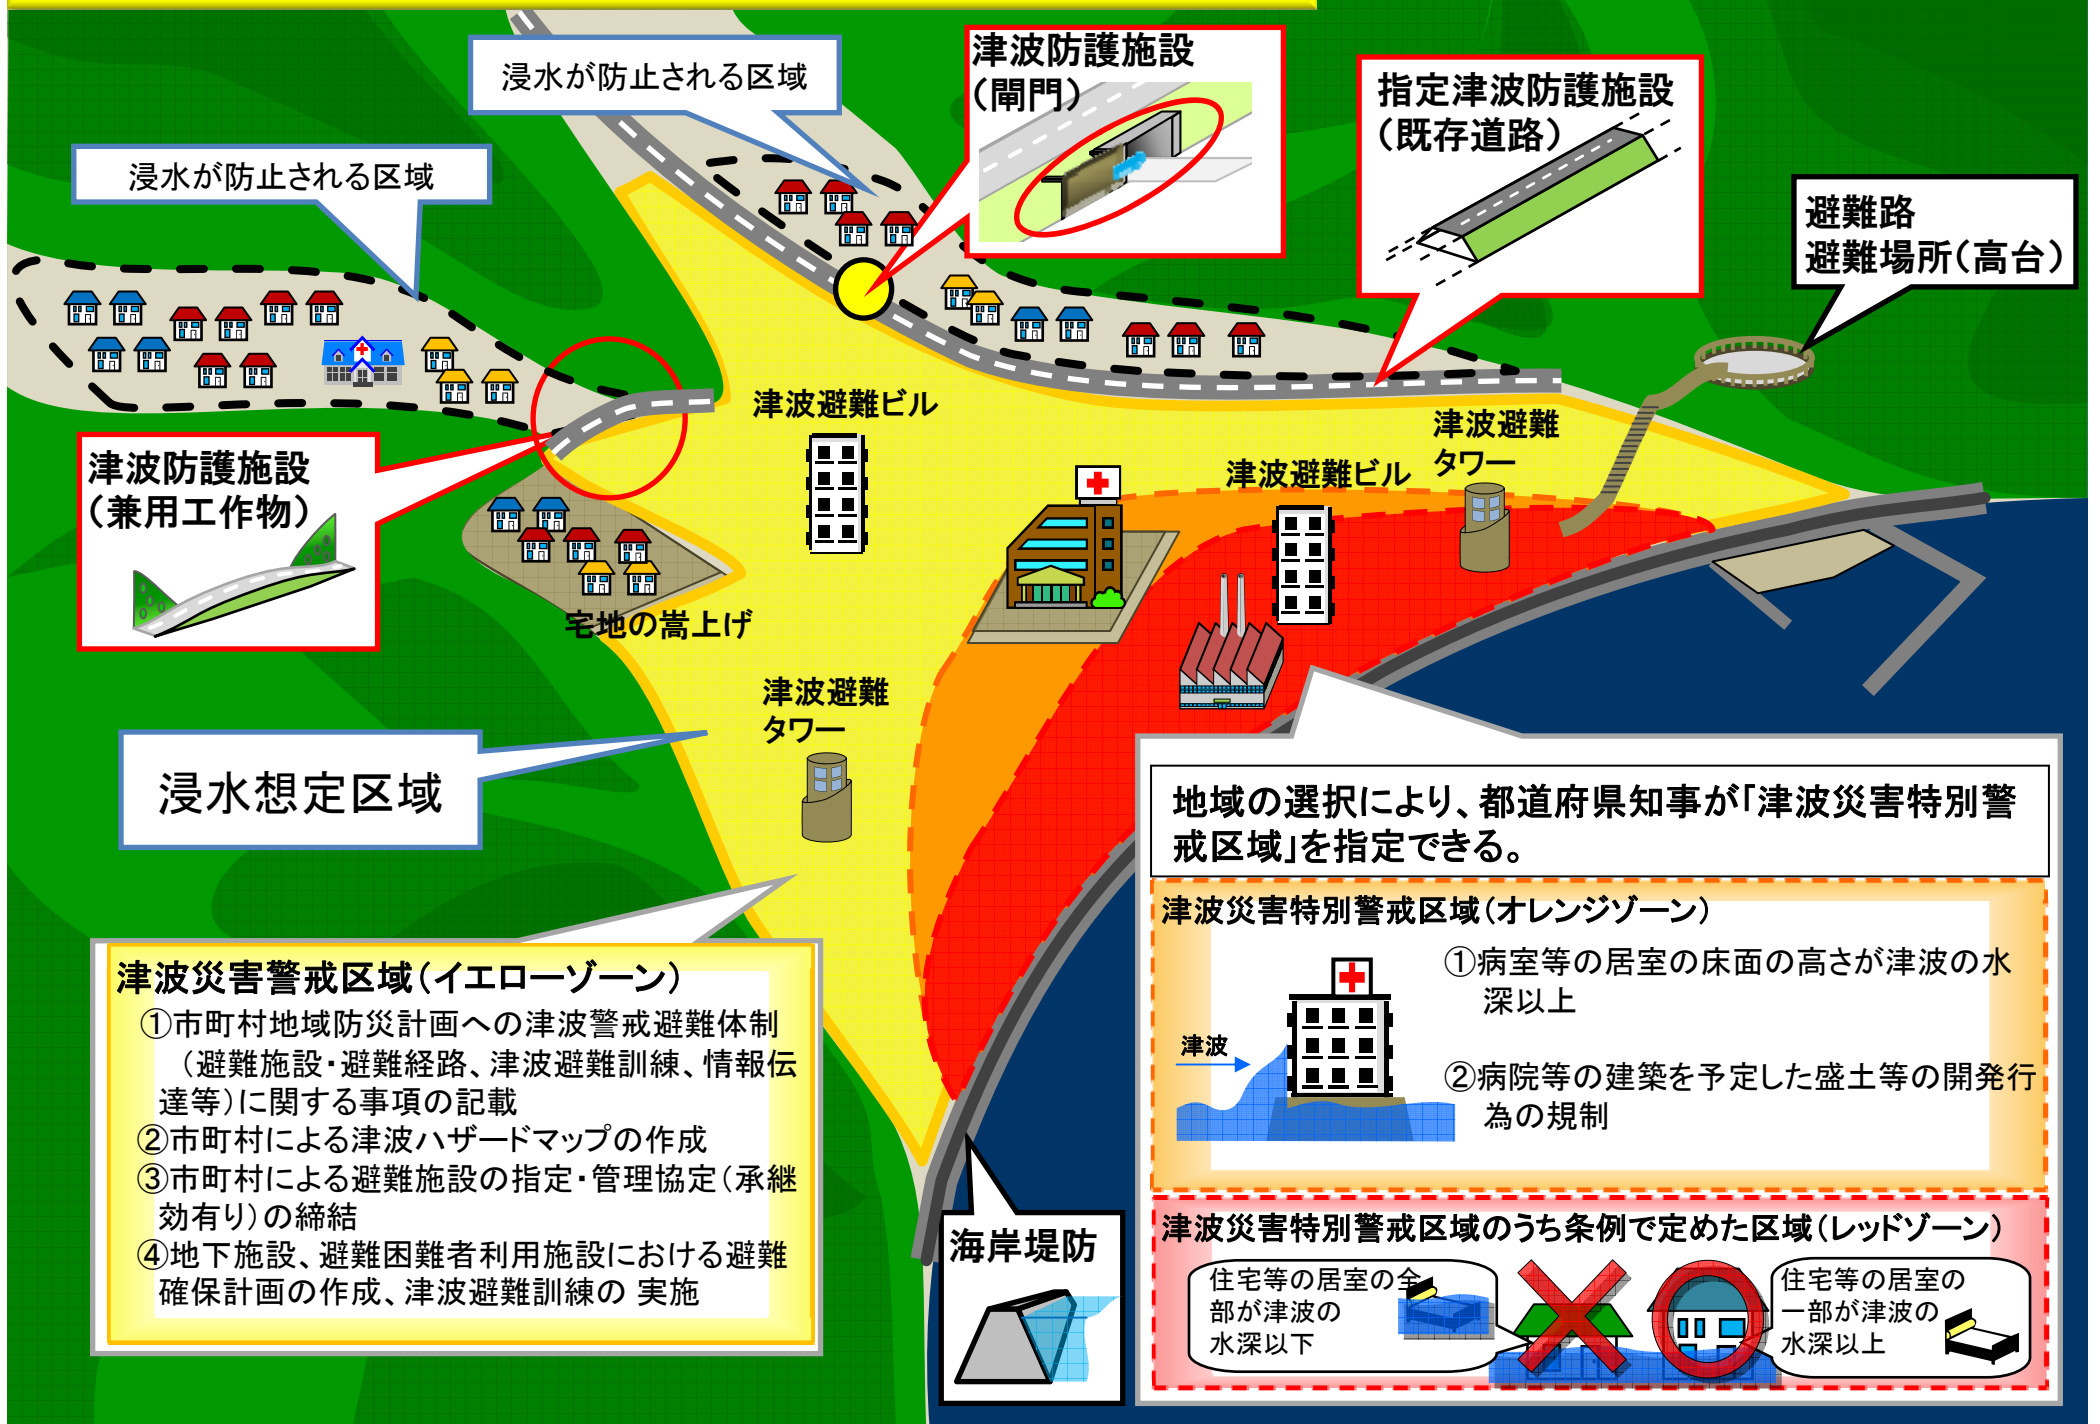 浸水が防止される区域
津波防護施設
（閘門）
指定津波防護施設
（既存道路）
浸水が防止される区域
避難路
避難場所（高台）
津波避難ビル
津波避難
タワー
津波避難ビル
津波防護施設
（兼用工作物）
宅地の嵩上げ
津波避難
タワー
浸水想定区域
地域の選択により、都道府県知事が「津波災害特別警
戒区域」を指定できる。
津波災害特別警戒区域（オレンジゾーン）
①病室等の居室の床面の高さが津波の水
深以上
津波
②病院等の建築を予定した盛土等の開発行
為の規制
津波災害警戒区域（イエローゾーン）
①市町村地域防災計画への津波警戒避難体制
（避難施設・避難経路、津波避難訓練、情報伝
達等）に関する事項の記載
②市町村による津波ハザードマップの作成
③市町村による避難施設の指定・管理協定（承継
効有り）の締結
④地下施設、避難困難者利用施設における避難
確保計画の作成、津波避難訓練の 実施
海岸堤防
津波災害特別警戒区域のうち条例で定めた区域（レッドゾーン）
住宅等の居室の全
部が津波の
水深以下
住宅等の居室の
一部が津波の
水深以上